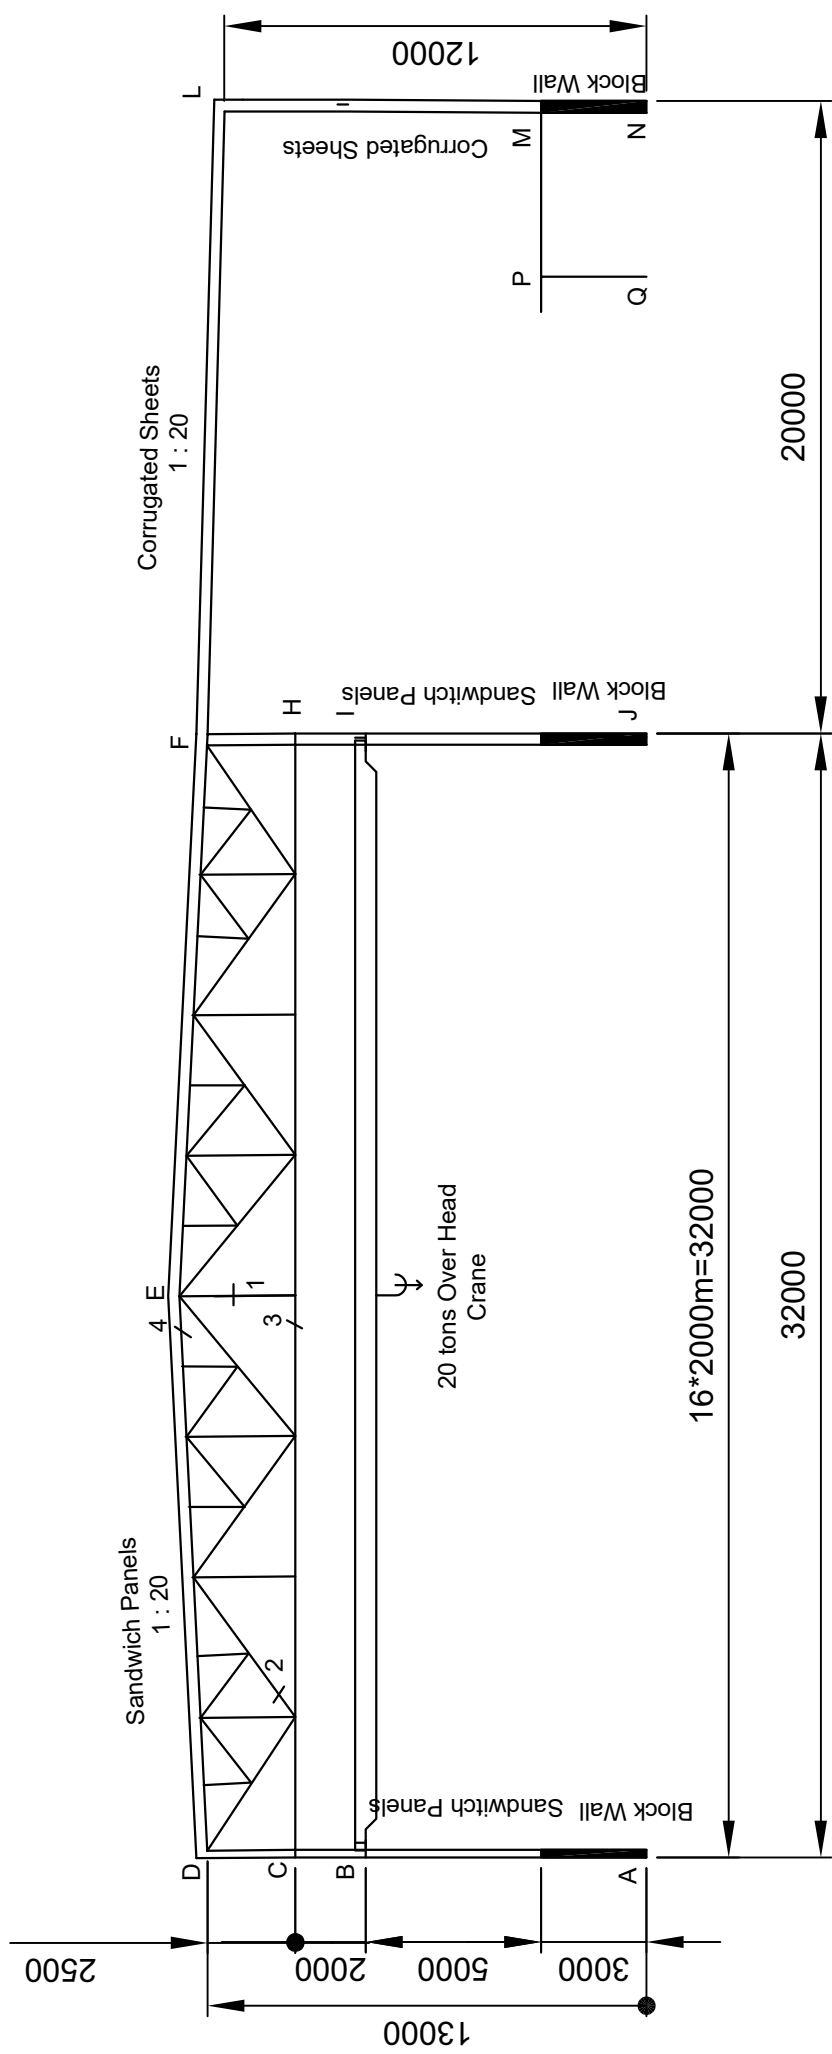 Sandwich Panels
1 : 20
Corrugated Sheets
1 : 20
D
C
B
A
E
F
H
I
J
L
M
N
P
Q
4
1
3
2
I
Corrugated Sheets
Block Wall
Sandwitch Panels
Block Wall
Sandwitch Panels
Block Wall
20 tons Over Head
Crane
16*2000m=32000
32000
20000
2500
2000
5000
3000
13000
12000